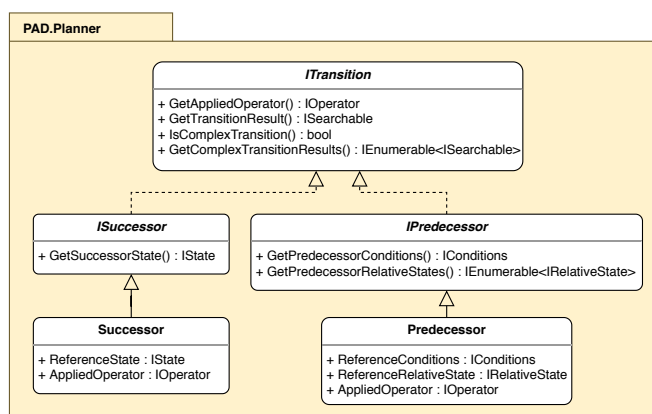 PAD.Planner
ITransition
+ GetAppliedOperator() : IOperator
+ GetTransitionResult() : ISearchable
+ IsComplexTransition() : bool
+ GetComplexTransitionResults() : IEnumerable<ISearchable>
ISuccessor
+ GetSuccessorState() : IState
IPredecessor
+ GetPredecessorConditions() : IConditions
+ GetPredecessorRelativeStates() : IEnumerable<IRelativeState>
Successor
+ ReferenceState : IState
+ AppliedOperator : IOperator
Predecessor
+ ReferenceConditions : IConditions
+ ReferenceRelativeState : IRelativeState
+ AppliedOperator : IOperator